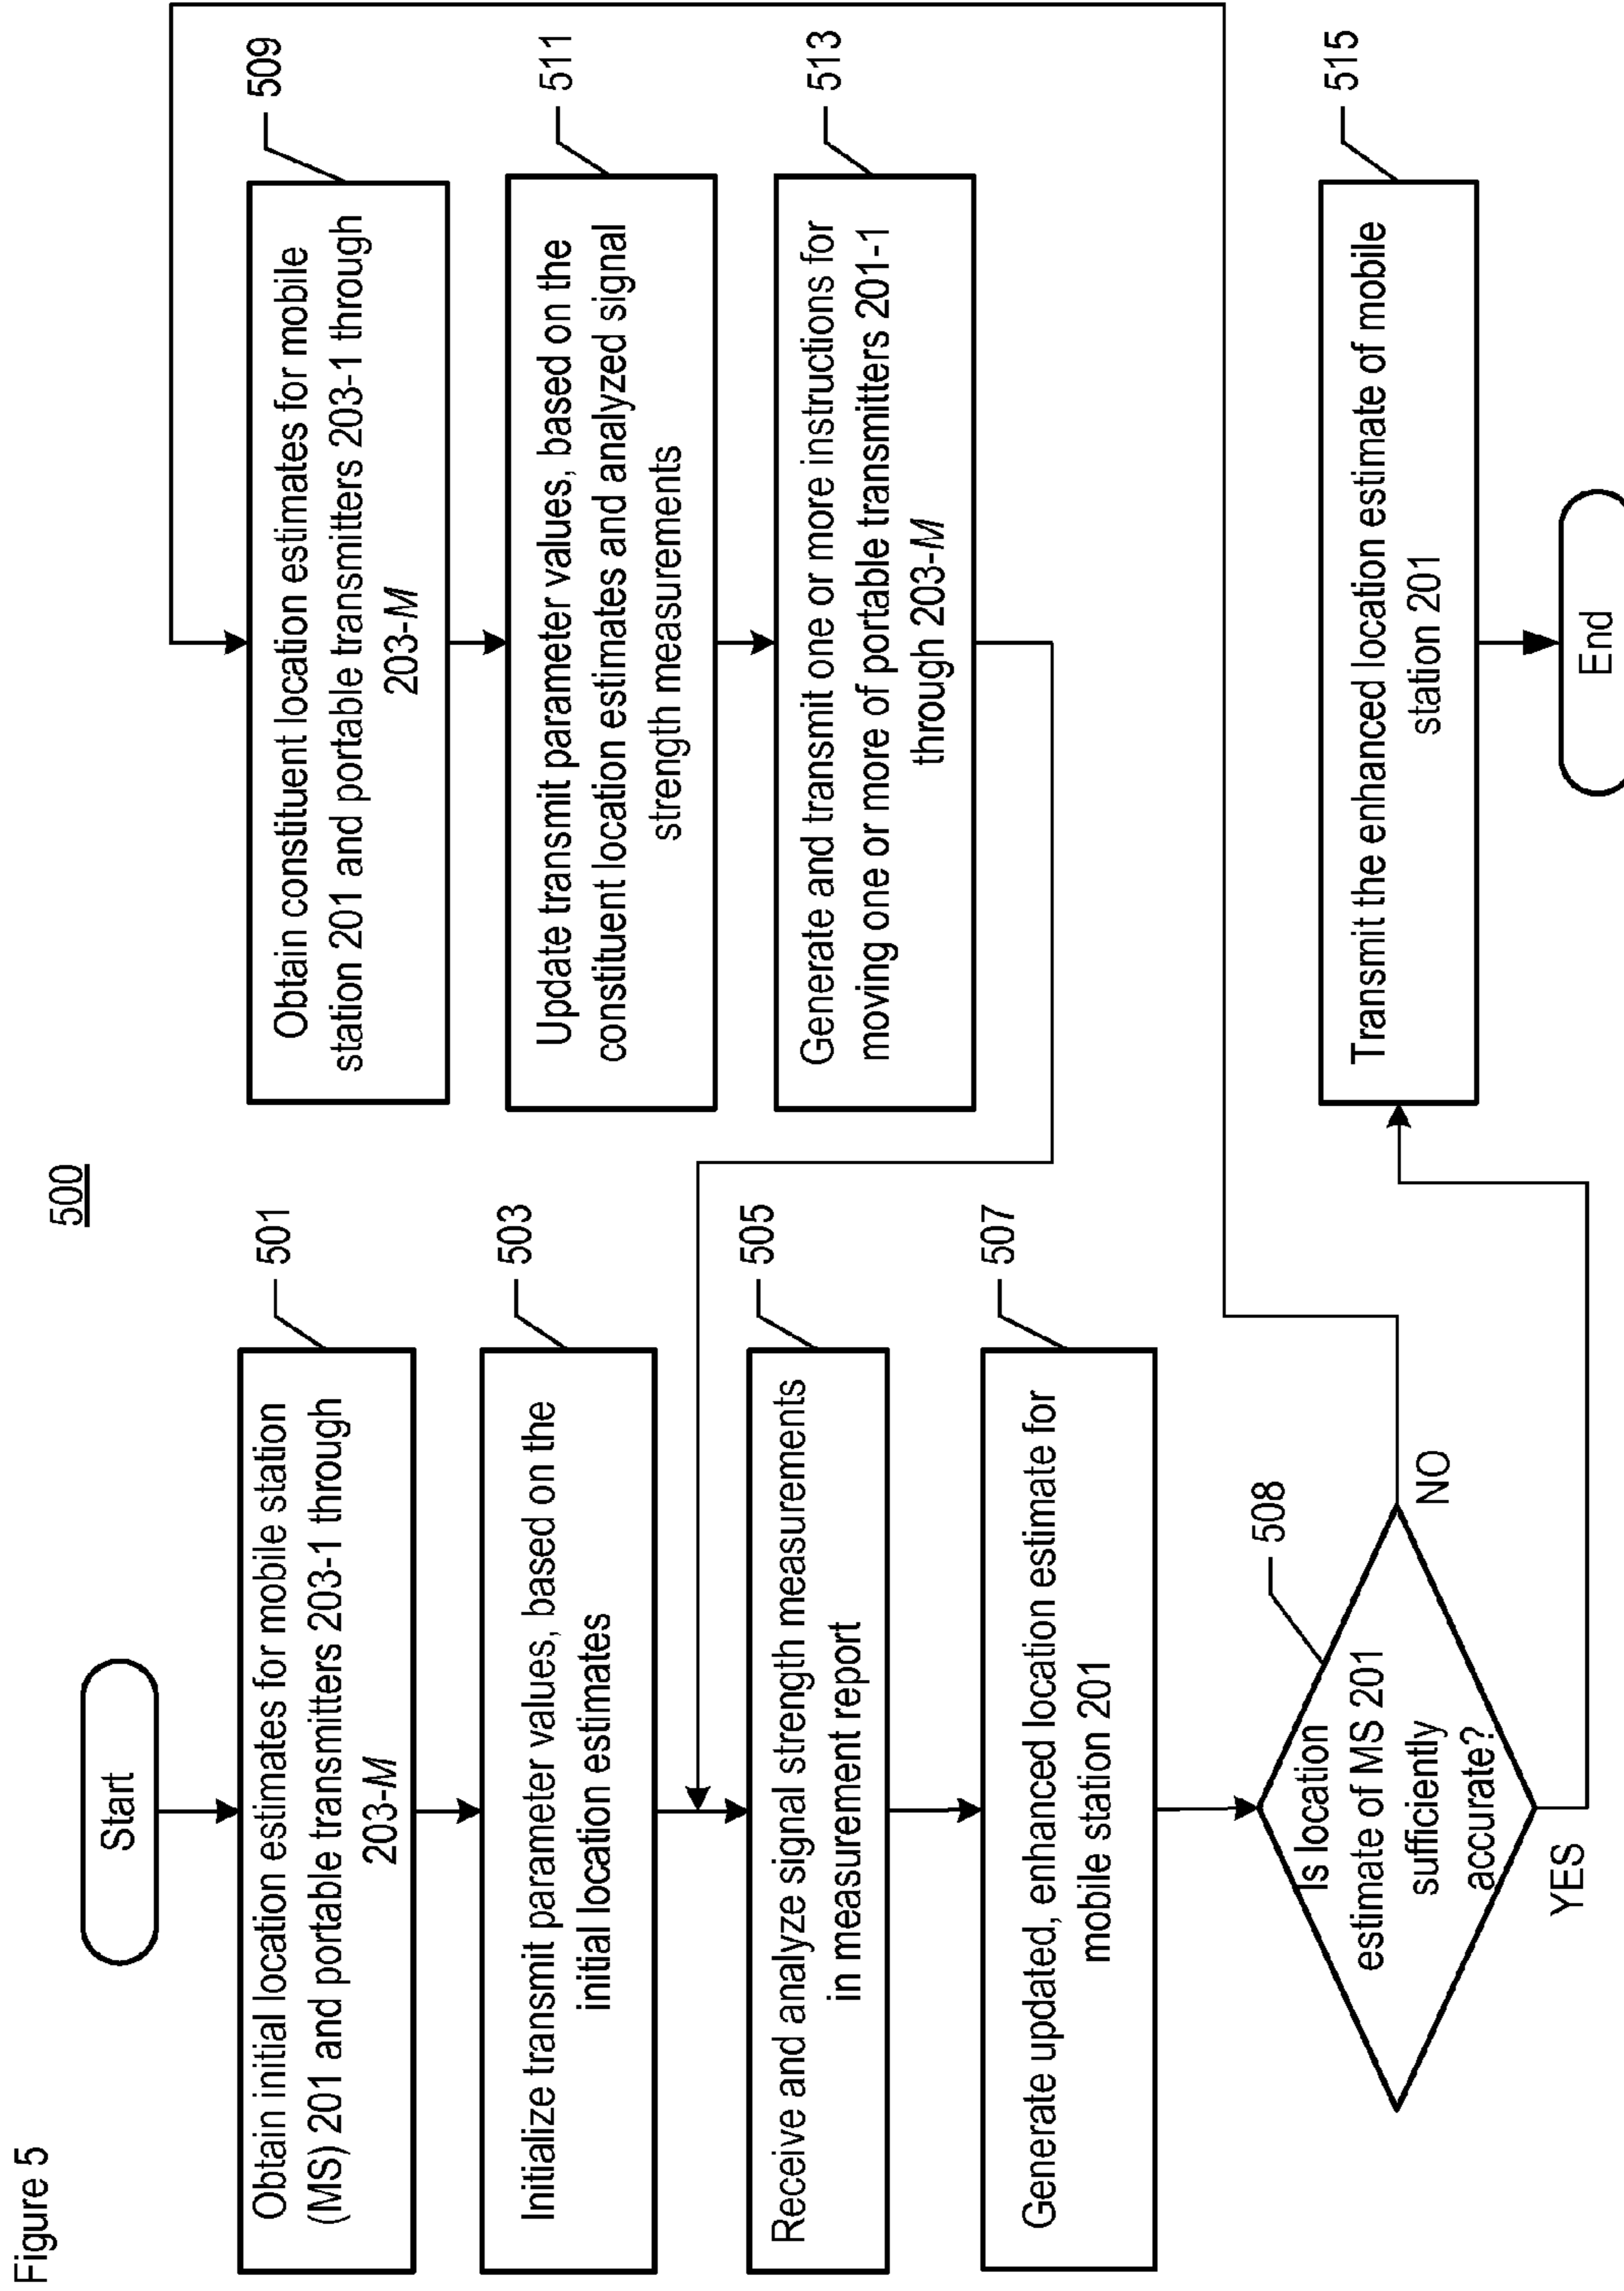 Figure 5
500
Start
Obtain initial location estimates for mobile station
(MS) 201 and portable transmitters 203-1 through
203-M
501
Initialize transmit parameter values, based on the
initial location estimates
503
Receive and analyze signal strength measurements
in measurement report
505
Generate updated, enhanced location estimate for
mobile station 201
507
Is location
estimate of MS 201
sufficiently
accurate?
508
NO
YES
Obtain constituent location estimates for mobile
station 201 and portable transmitters 203-1 through
203-M
509
Update transmit parameter values, based on the
constituent location estimates and analyzed signal
strength measurements
511
Generate and transmit one or more instructions for
moving one or more of portable transmitters 201-1
through 203-M
513
Transmit the enhanced location estimate of mobile
station 201
515
End